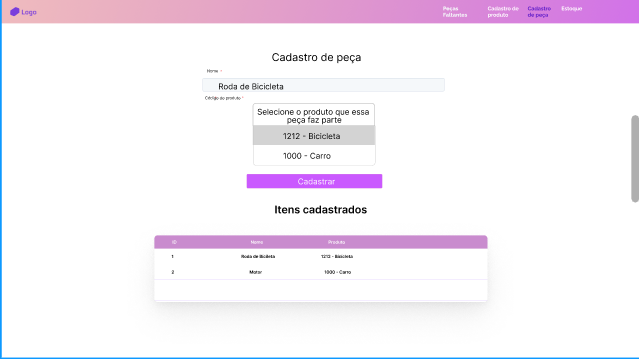 Logo
Peças
Faltantes
Cadastro de
produto
Cadastro
de peça
Estoque
Cadastro de peça
Nome *
Roda de Bicicleta
Código do produto *
Selecione o produto que essa
peça faz parte
1212 - Bicicleta
1000 - Carro
Cadastrar
Itens cadastrados
ID Nome Produto
1 Roda de Bicileta 1212 - Biscicleta
2 Motor 1000 - Carro